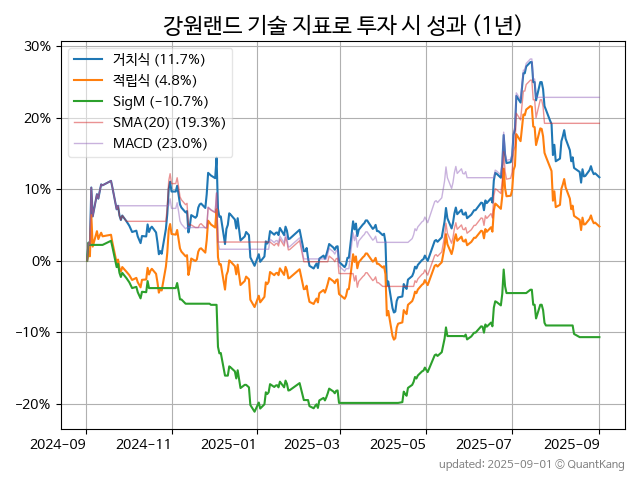 강원랜드 기술 지표로 투자 시 성과 (1년)
30%
20%
10%
0%
−10%
−20%
거치식 (11.7%)
적립식 (4.8%)
SigM (−10.7%)
SMA(20) (19.3%)
MACD (23.0%)
2024-09
2024-11
2025-01
2025-03
2025-05
2025-07
2025-09
updated: 2025-09-01 © QuantKang